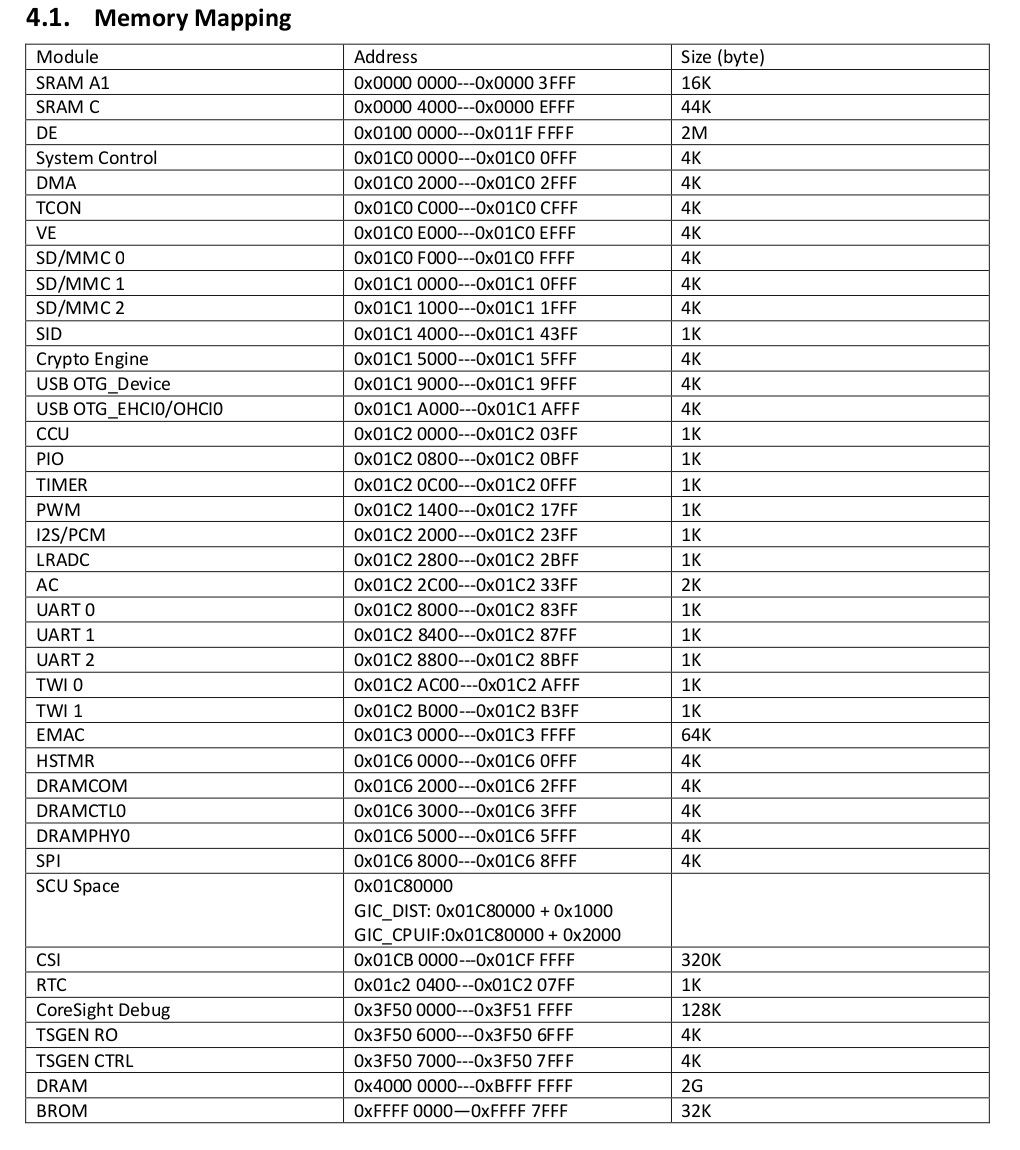 4.1. Memory Mapping
Module Address Size (byte)
SRAM A1 0x0000 0000---0x0000 3FFF 16K
SRAM C 0x0000 4000---0x0000 EFFF 44K
DE 0x0100 0000---0x011F FFFF 2M
System Control 0x01C0 0000---0x01C0 0FFF 4K
DMA 0x01C0 2000---0x01C0 2FFF 4K
TCON 0x01C0 C000---0x01C0 CFFF 4K
VE 0x01C0 E000---0x01C0 EFFF 4K
SD/MMC 0 0x01C0 F000---0x01C0 FFFF 4K
SD/MMC 1 0x01C1 0000---0x01C1 0FFF 4K
SD/MMC 2 0x01C1 1000---0x01C1 1FFF 4K
SID 0x01C1 4000---0x01C1 43FF 1K
Crypto Engine 0x01C1 5000---0x01C1 5FFF 4K
USB OTG_Device 0x01C1 9000---0x01C1 9FFF 4K
USB OTG_EHCI0/OHCI0 0x01C1 A000---0x01C1 AFFF 4K
CCU 0x01C2 0000---0x01C2 03FF 1K
PIO 0x01C2 0800---0x01C2 0BFF 1K
TIMER 0x01C2 0C00---0x01C2 0FFF 1K
PWM 0x01C2 1400---0x01C2 17FF 1K
I2S/PCM 0x01C2 2000---0x01C2 23FF 1K
LRADC 0x01C2 2800---0x01C2 2BFF 1K
AC 0x01C2 2C00---0x01C2 33FF 2K
UART 0 0x01C2 8000---0x01C2 83FF 1K
UART 1 0x01C2 8400---0x01C2 87FF 1K
UART 2 0x01C2 8800---0x01C2 8BFF 1K
TWI 0 0x01C2 AC00---0x01C2 AFFF 1K
TWI 1 0x01C2 B000---0x01C2 B3FF 1K
EMAC 0x01C3 0000---0x01C3 FFFF 64K
HSTMR 0x01C6 0000---0x01C6 0FFF 4K
DRAMCOM 0x01C6 2000---0x01C6 2FFF 4K
DRAMCTL0 0x01C6 3000---0x01C6 3FFF 4K
DRAMPHY0 0x01C6 5000---0x01C6 5FFF 4K
SPI 0x01C6 8000---0x01C6 8FFF 4K
SCU Space 0x01C80000
GIC_DIST: 0x01C80000 + 0x1000
GIC_CPUIF:0x01C80000 + 0x2000
CSI 0x01CB 0000---0x01CF FFFF 320K
RTC 0x01c2 0400---0x01C2 07FF 1K
CoreSight Debug 0x3F50 0000---0x3F51 FFFF 128K
TSGEN RO 0x3F50 6000---0x3F50 6FFF 4K
TSGEN CTRL 0x3F50 7000---0x3F50 7FFF 4K
DRAM 0x4000 0000---0xBFFF FFFF 2G
BROM 0xFFFF 0000—0xFFFF 7FFF 32K